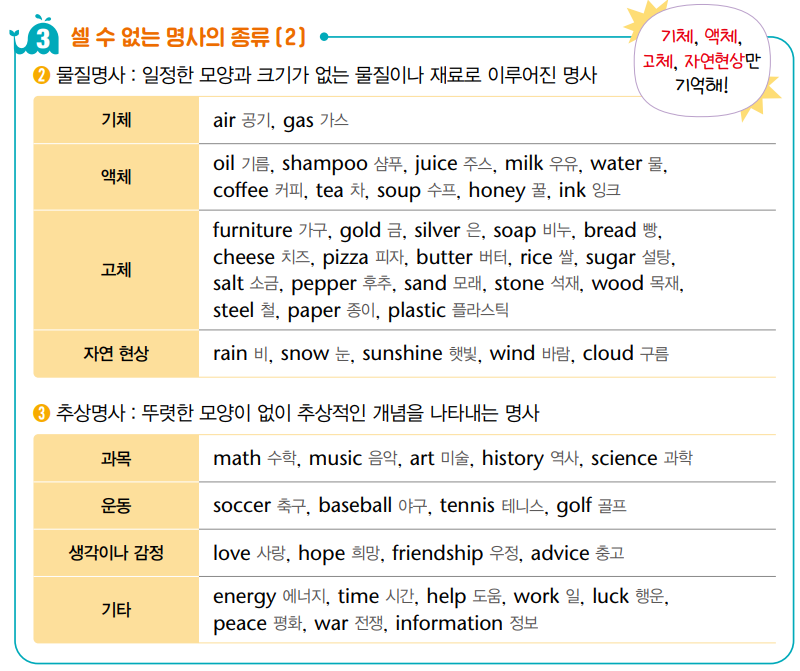 3 셀 수 없는 명사의 종류 (2)
기체, 액체,
고체, 자연현상만
기억해!
2 물질명사 : 일정한 모양과 크기가 없는 물질이나 재료로 이루어진 명사
기체
air 공기, gas 가스
액체
oil 기름, shampoo 샴푸, juice 주스, milk 우유, water 물,
coffee 커피, tea 차, soup 수프, honey 꿀, ink 잉크
고체
furniture 가구, gold 금, silver 은, soap 비누, bread 빵,
cheese 치즈, pizza 피자, butter 버터, rice 쌀, sugar 설탕,
salt 소금, pepper 후추, sand 모래, stone 석재, wood 목재,
steel 철, paper 종이, plastic 플라스틱
자연 현상
rain 비, snow 눈, sunshine 햇빛, wind 바람, cloud 구름
3 추상명사 : 뚜렷한 모양이 없이 추상적인 개념을 나타내는 명사
과목
math 수학, music 음악, art 미술, history 역사, science 과학
운동
soccer 축구, baseball 야구, tennis 테니스, golf 골프
생각이나 감정
love 사랑, hope 희망, friendship 우정, advice 충고
기타
energy 에너지, time 시간, help 도움, work 일, luck 행운,
peace 평화, war 전쟁, information 정보